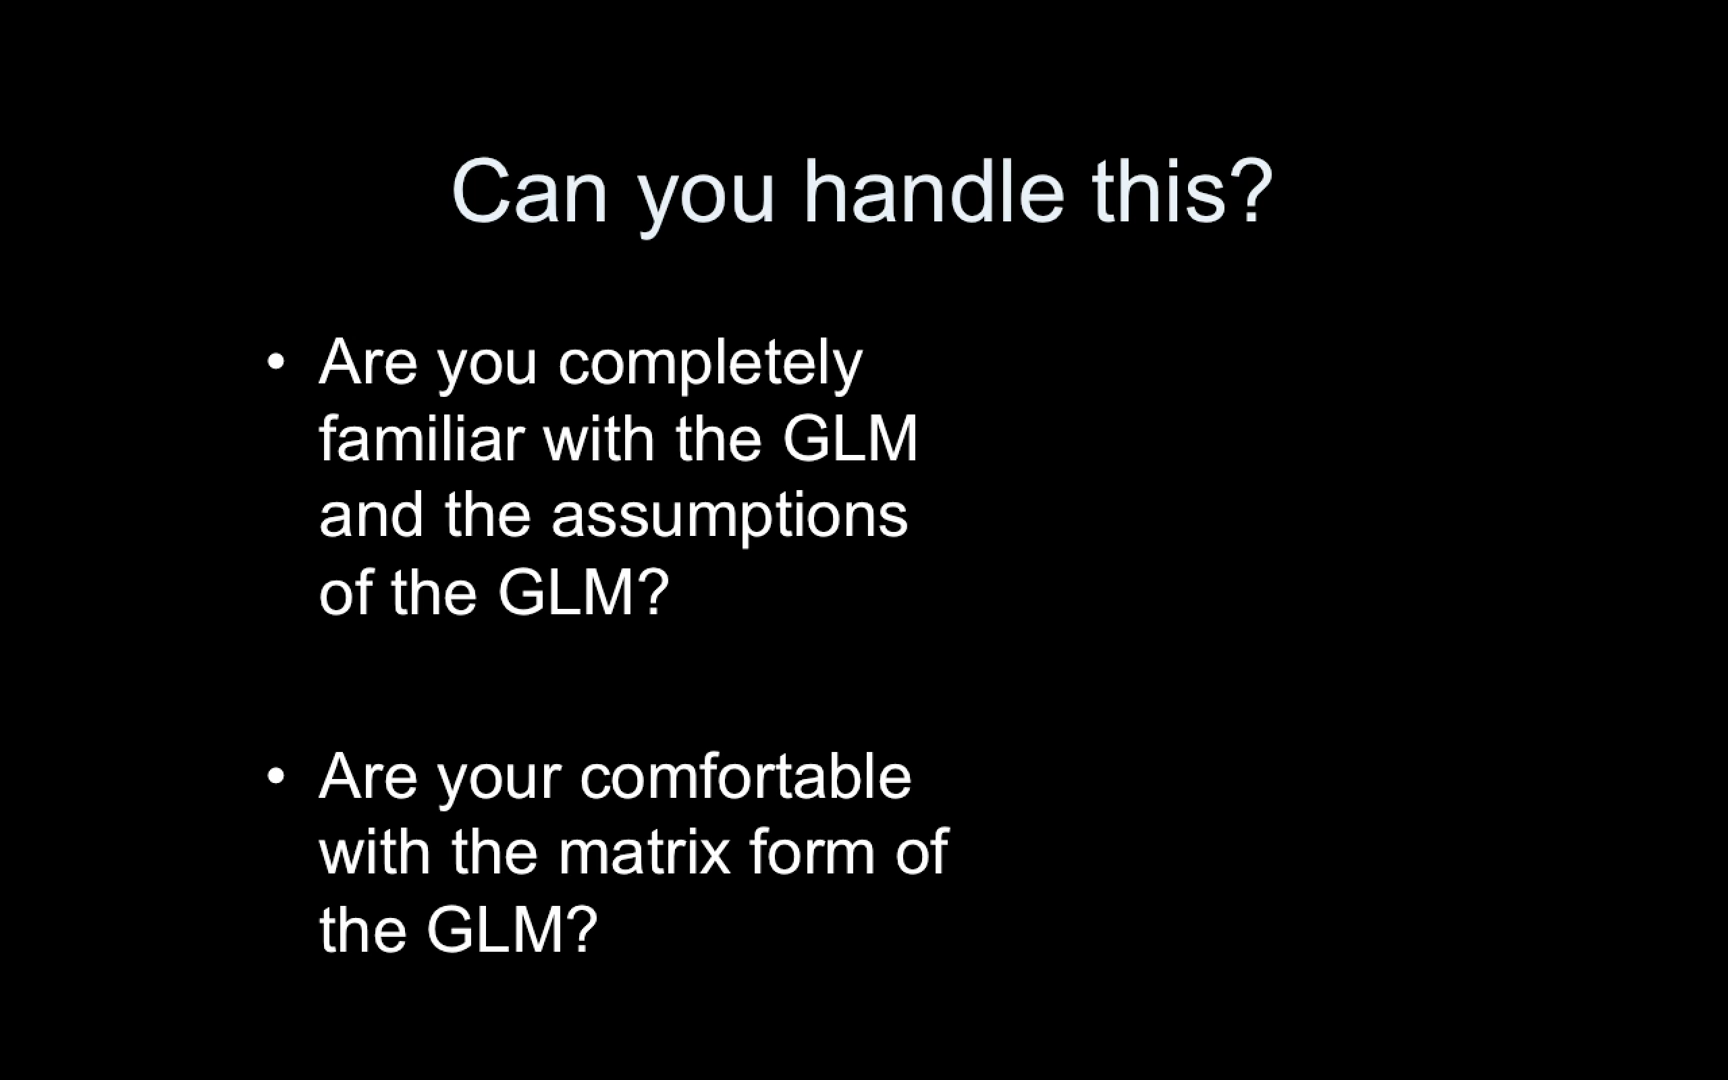 Can you handle this?
• Are you completely
familiar with the GLM
and the assumptions
of the GLM?
• Are your comfortable
with the matrix form of
the GLM?